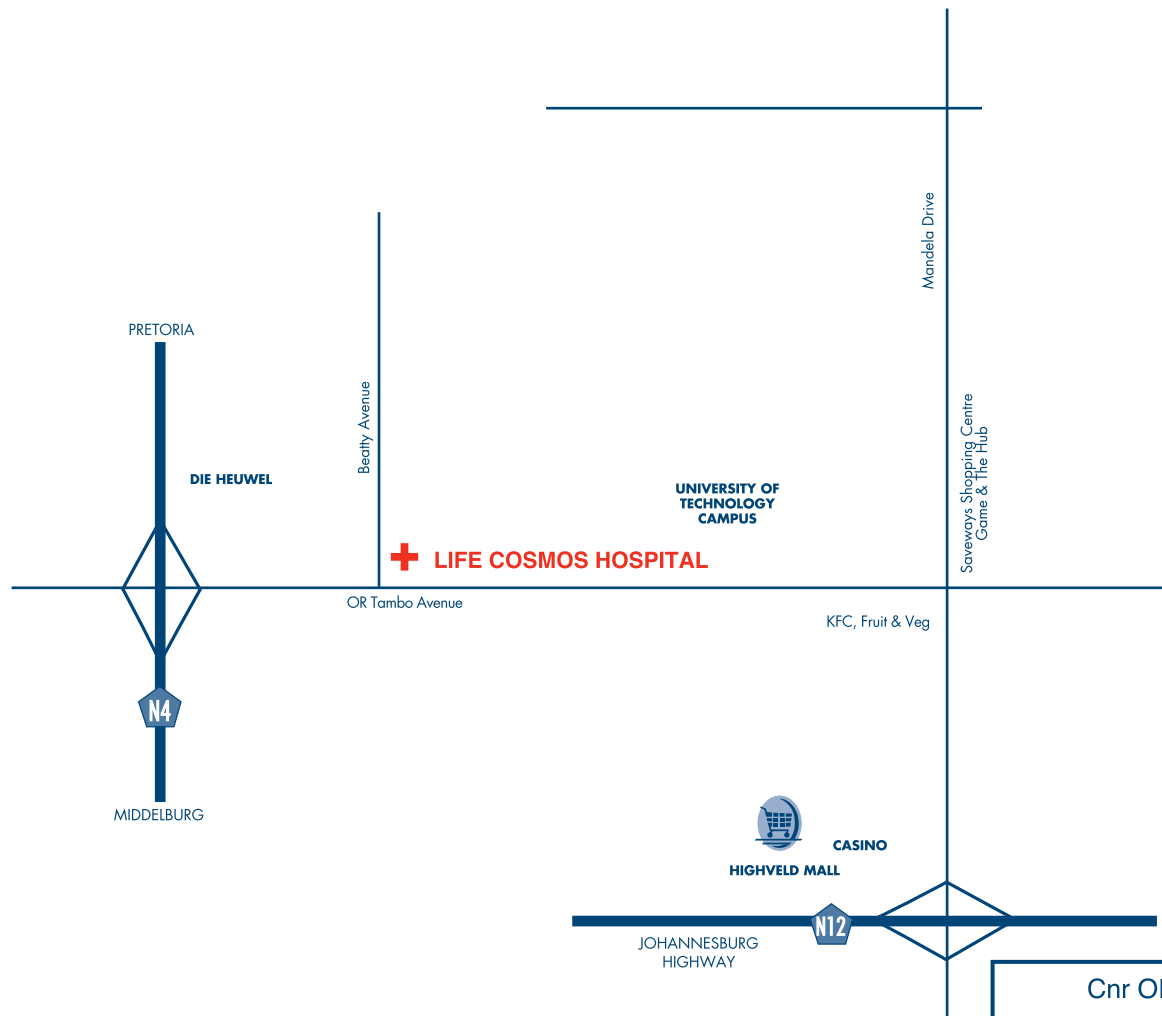 Mandela Drive
PRETORIA
Beatty Avenue
Saveways Shopping Centre
Game & The Hub
DIE HEUWEL
UNIVERSITY OF
TECHNOLOGY
CAMPUS
LIFE COSMOS HOSPITAL
OR Tambo Avenue
KFC, Fruit & Veg
N4
MIDDELBURG
CASINO
HIGHVELD MALL
N12
JOHANNESBURG
HIGHWAY
Cnr